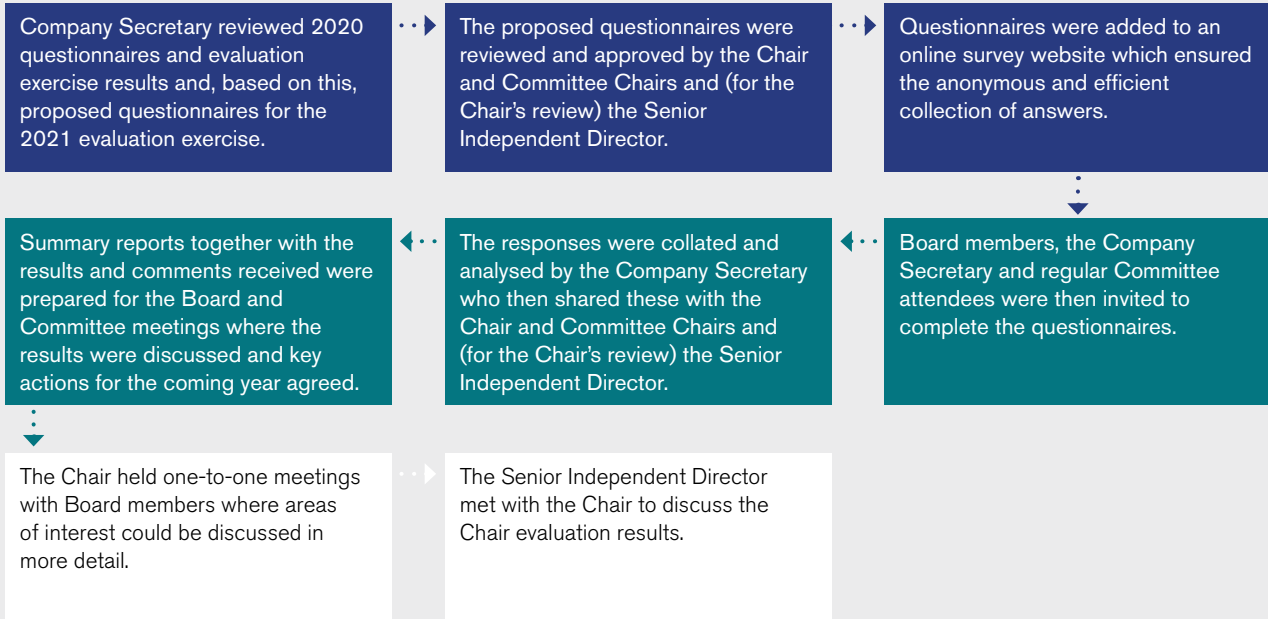 Company Secretary reviewed 2020
questionnaires and evaluation
exercise results and, based on this,
proposed questionnaires for the
2021 evaluation exercise.
The proposed questionnaires were
reviewed and approved by the Chair
and Committee Chairs and (for the
Chair's review) the Senior
Independent Director.
Questionnaires were added to an
online survey website which ensured
the anonymous and efficient
collection of answers.
Board members, the Company
Secretary and regular Committee
attendees were then invited to
complete the questionnaires.
The responses were collated and
analysed by the Company Secretary
who then shared these with the
Chair and Committee Chairs and
(for the Chair's review) the Senior
Independent Director.
Summary reports together with the
results and comments received were
prepared for the Board and
Committee meetings where the
results were discussed and key
actions for the coming year agreed.
The Chair held one-to-one meetings
with Board members where areas
of interest could be discussed in
more detail.
The Senior Independent Director
met with the Chair to discuss the
Chair evaluation results.